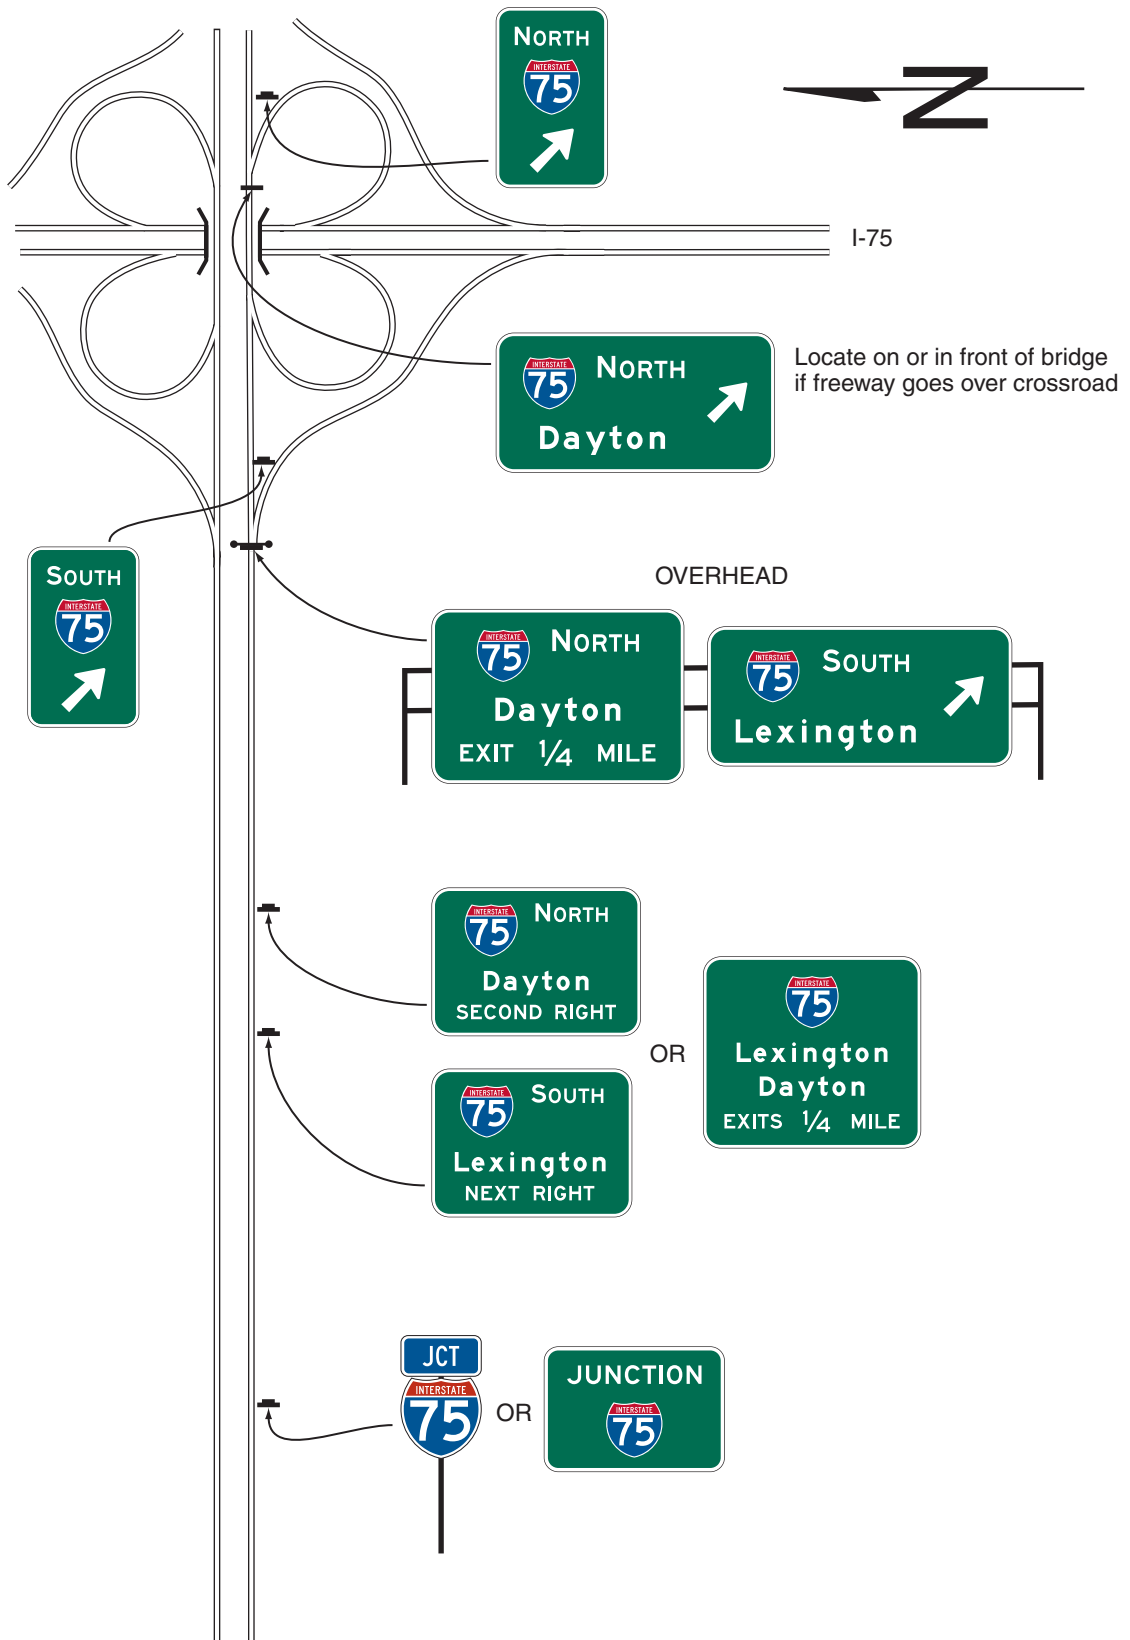 NORTH
INTERSTATE
75
N
I-75
75
INTERSTATE
NORTH
Dayton
Locate on or in front of bridge
if freeway goes over crossroad
SOUTH
INTERSTATE
75
OVERHEAD
INTERSTATE
75
NORTH
Dayton
EXIT 1/4 MILE
INTERSTATE
75
SOUTH
Lexington
INTERSTATE
75
NORTH
Dayton
SECOND RIGHT
OR
INTERSTATE
75
Lexington
Dayton
EXITS 1/4 MILE
INTERSTATE
75
SOUTH
Lexington
NEXT RIGHT
JCT
INTERSTATE
75
OR
JUNCTION
INTERSTATE
75